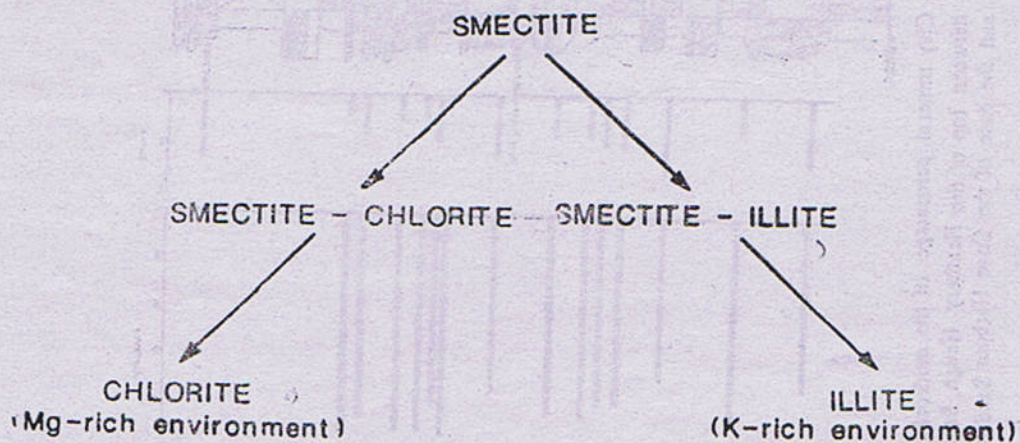 SMECTITE
SMECTITE - CHLORITE - SMECTITE - ILLITE
CHLORITE
(Mg-rich environment)
ILLITE
(K-rich environment)